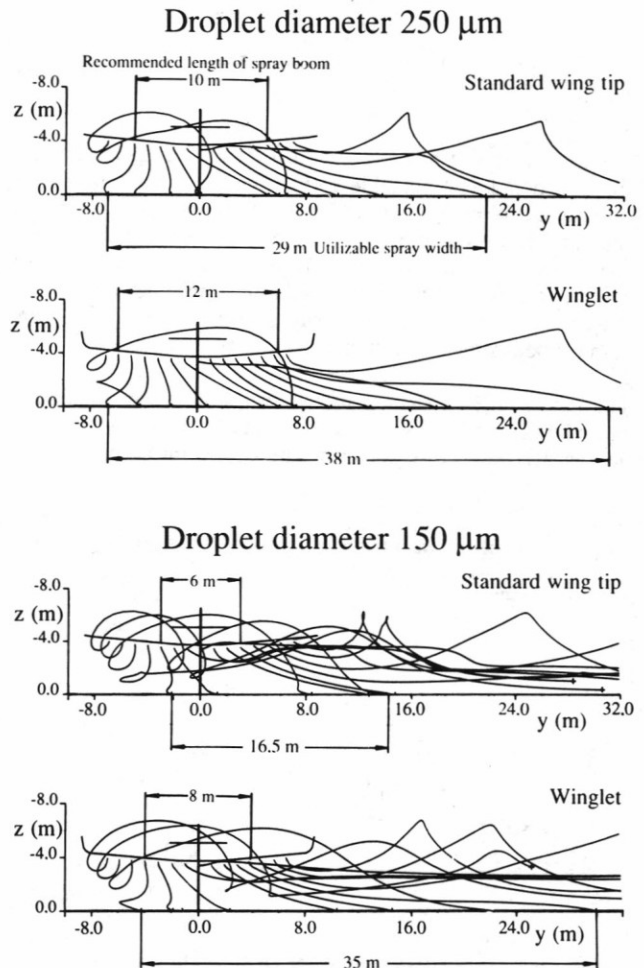 Droplet diameter 250 µm
Recommended length of spray boom
10 m
Standard wing tip
-8.0
z (m)
-4.0
0.0
-8.0 0.0 8.0 16.0 24.0 32.0
y (m)
29 m Utilizable spray width
-8.0
12 m
Winglet
z (m)
-4.0
0.0
-8.0 0.0 8.0 16.0 24.0
y (m)
38 m
Droplet diameter 150 µm
Standard wing tip
-8.0
6 m
z (m)
-4.0
0.0
-8.0 0.0 8.0 16.0 24.0 32.0
y (m)
16.5 m
Winglet
-8.0
8 m
z (m)
-4.0
0.0
-8.0 0.0 8.0 16.0 24.0 32.0
y (m)
35 m